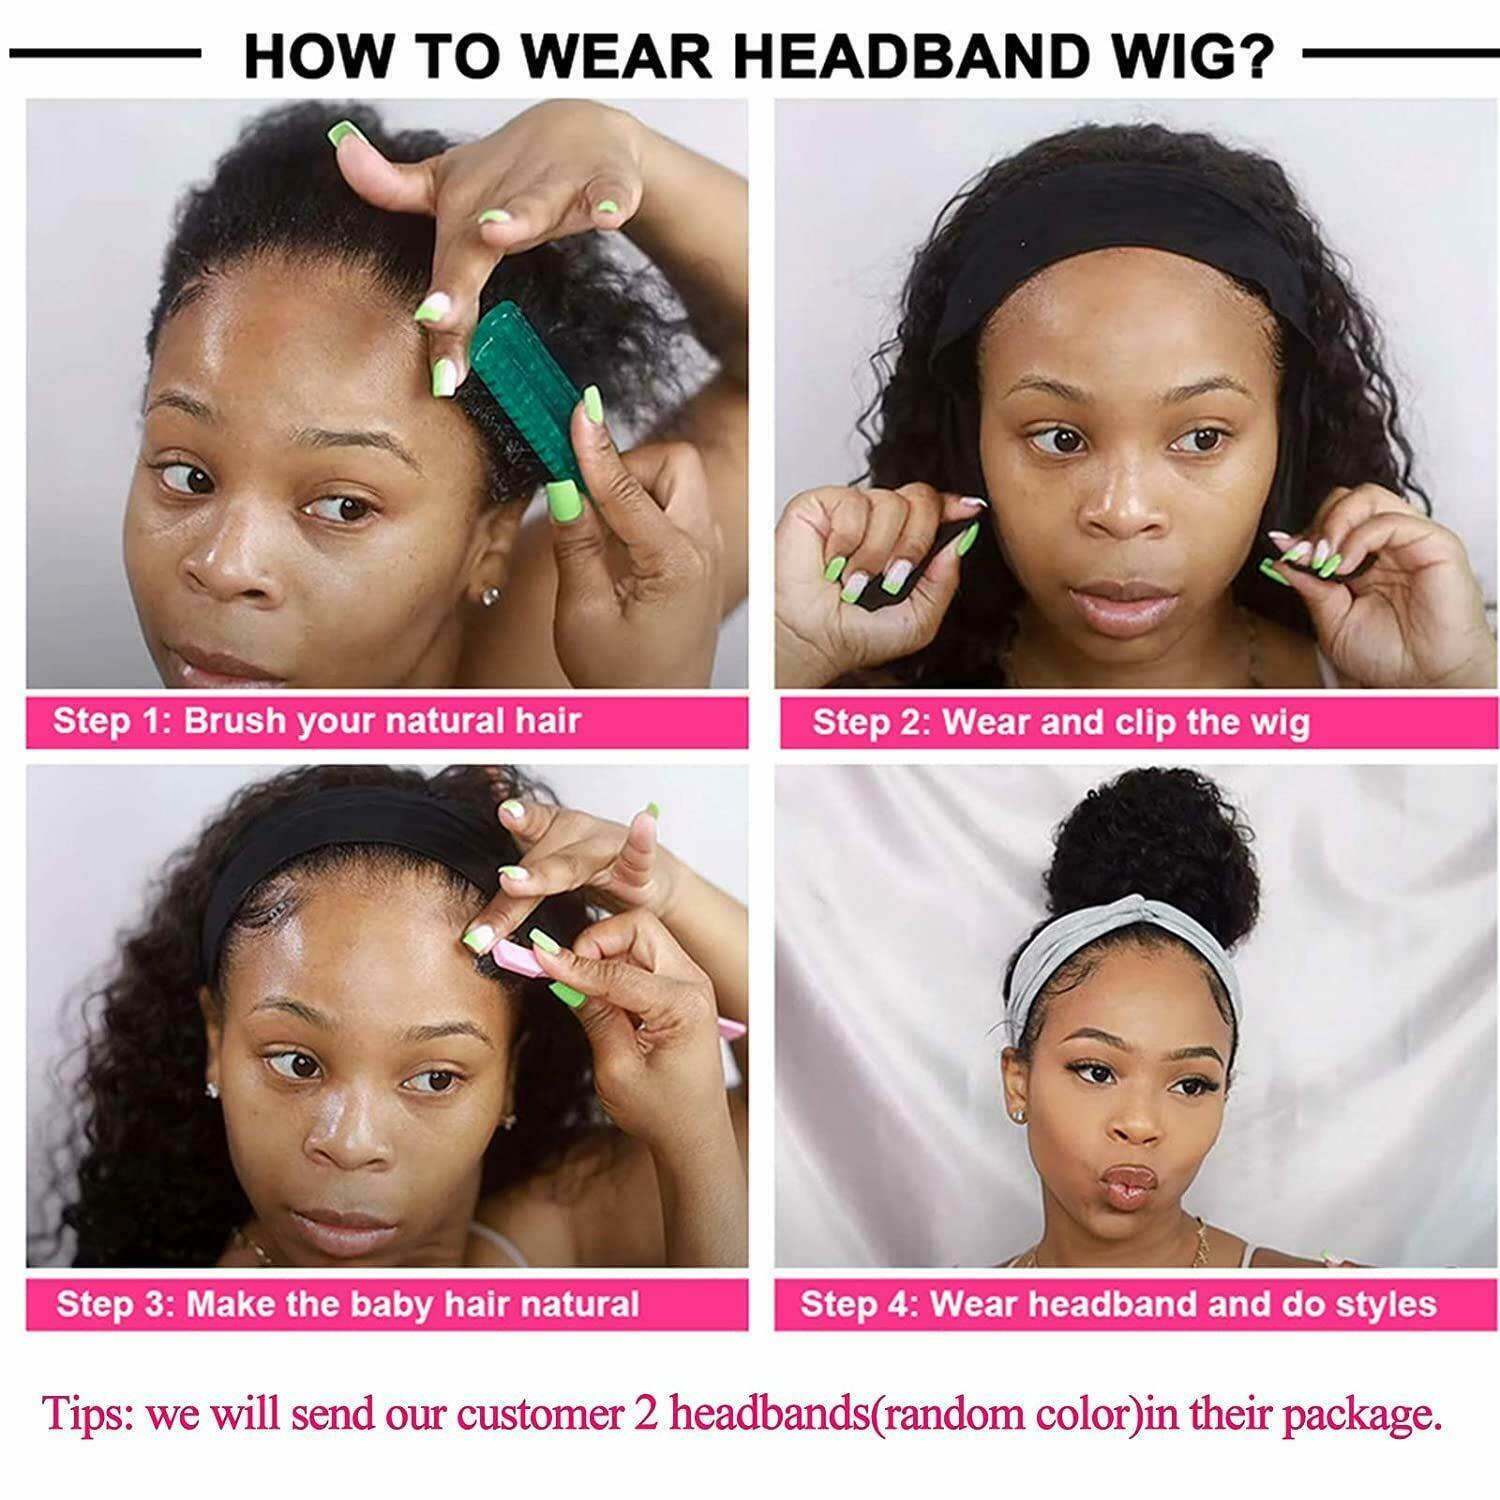 HOW TO WEAR HEADBAND WIG?
Step 1: Brush your natural hair
Step 2: Wear and clip the wig
Step 3: Make the baby hair natural
Step 4: Wear headband and do styles
Tips: we will send our customer 2 headbands(random color)in their package.